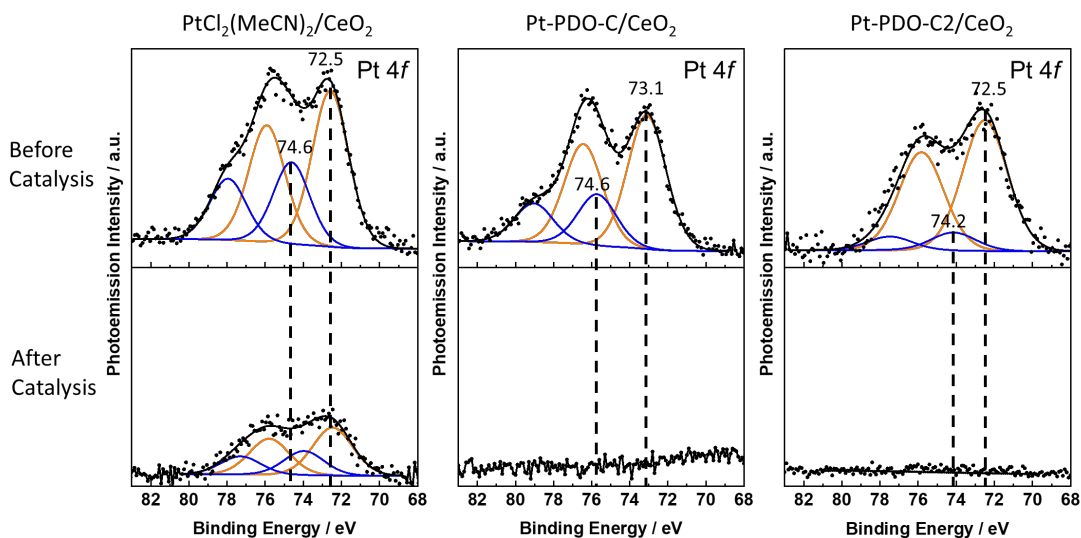 PtCl₂(MeCN)₂/CeO₂
Pt-PDO-C/CeO₂
Pt-PDO-C2/CeO₂
Before
Catalysis
After
Catalysis
Photoemission Intensity / a.u.
Pt 4f
72.5
74.6
82 80 78 76 74 72 70 68
Binding Energy / eV
Photoemission Intensity / a.u.
Pt 4f
73.1
74.6
82 80 78 76 74 72 70 68
Binding Energy / eV
Photoemission Intensity / a.u.
Pt 4f
72.5
74.2
82 80 78 76 74 72 70 68
Binding Energy / eV